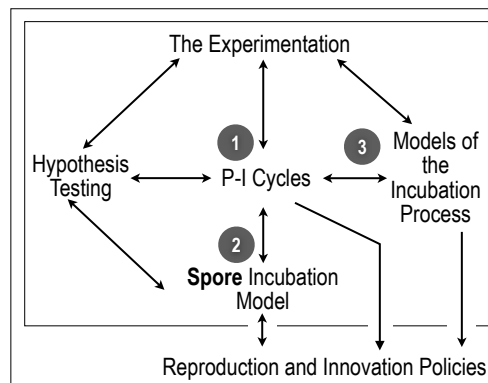 The Experimentation
1
3
Hypothesis
Testing
P-I Cycles
Models of
the
Incubation
Process
2
Spore Incubation
Model
Reproduction and Innovation Policies